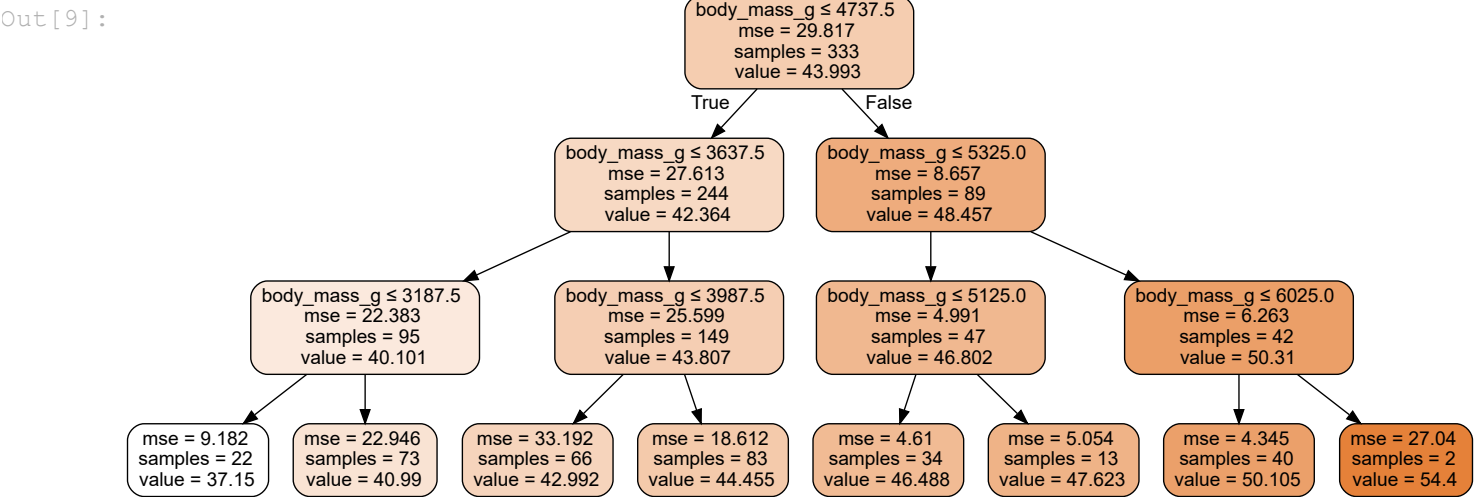 Out[9]:
body_mass_g ≤ 4737.5
mse = 29.817
samples = 333
value = 43.993
True
False
body_mass_g ≤ 3637.5
mse = 27.613
samples = 244
value = 42.364
body_mass_g ≤ 5325.0
mse = 8.657
samples = 89
value = 48.457
body_mass_g ≤ 3187.5
mse = 22.383
samples = 95
value = 40.101
body_mass_g ≤ 3987.5
mse = 25.599
samples = 149
value = 43.807
body_mass_g ≤ 5125.0
mse = 4.991
samples = 47
value = 46.802
body_mass_g ≤ 6025.0
mse = 6.263
samples = 42
value = 50.31
mse = 9.182
samples = 22
value = 37.15
mse = 22.946
samples = 73
value = 40.99
mse = 33.192
samples = 66
value = 42.992
mse = 18.612
samples = 83
value = 44.455
mse = 4.61
samples = 34
value = 46.488
mse = 5.054
samples = 13
value = 47.623
mse = 4.345
samples = 40
value = 50.105
mse = 27.04
samples = 2
value = 54.4